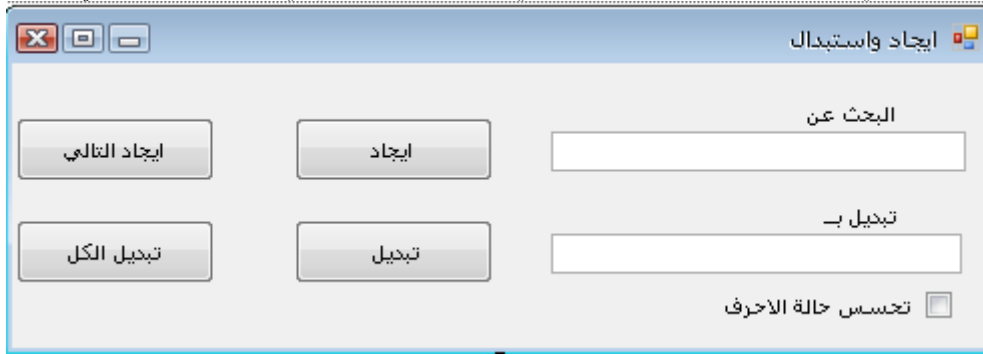 ايجاد واستبدال
البحث عن
ايجاد
ايجاد التالي
تبديل بـ
تبديل
تبديل الكل
تحسس حالة الاحرف